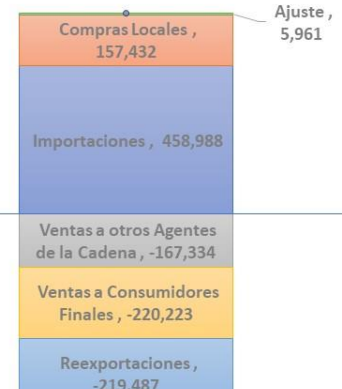 Ajuste ,
5,961
Compras Locales ,
157,432
Importaciones , 458,988
Ventas a otros Agentes
de la Cadena , -167,334
Ventas a Consumidores
Finales , -220,223
Reexportaciones ,
-219,487